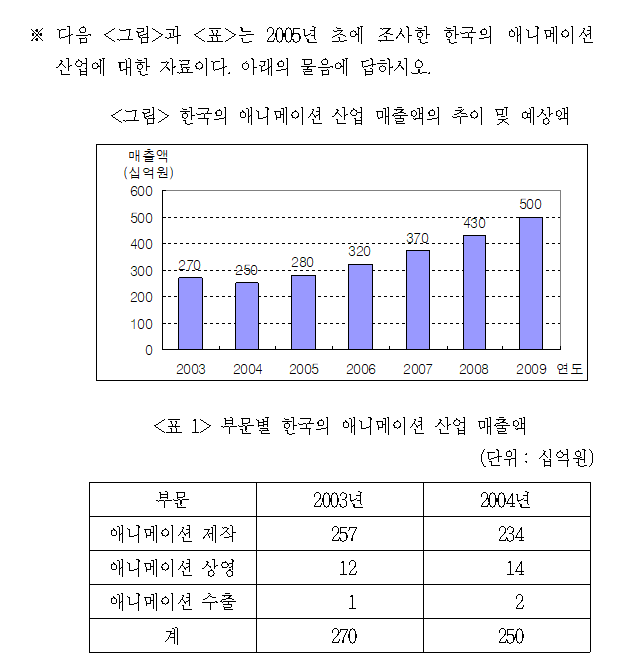 ※ 다음 <그림>과 <표>는 2005년 초에 조사한 한국의 애니메이션
산업에 대한 자료이다. 아래의 물음에 답하시오.
<그림> 한국의 애니메이션 산업 매출액의 추이 및 예상액
매출액
(십억원)
600
500
400
300
200
100
0
270 250 280 320 370 430 500
2003 2004 2005 2006 2007 2008 2009 연도
<표 1> 부문별 한국의 애니메이션 산업 매출액
(단위 : 십억원)
부문 2003년 2004년
애니메이션 제작 257 234
애니메이션 상영 12 14
애니메이션 수출 1 2
계 270 250